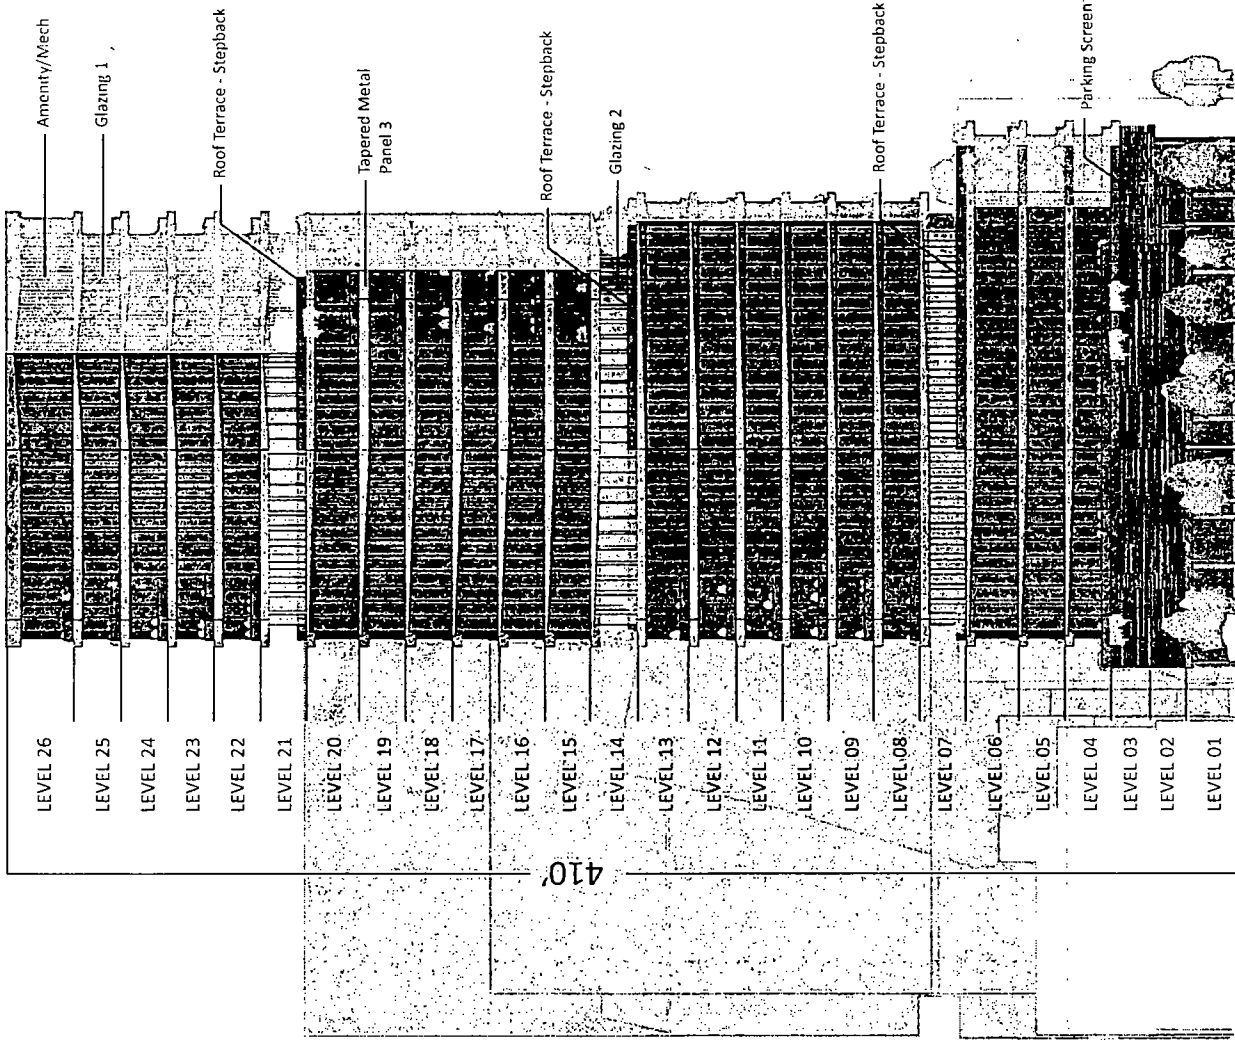 Amenity/Mech
Glazing 1
Roof Terrace - Stepback
Tapered Metal
Panel 3
Roof Terrace - Stepback
Glazing 2
Roof Terrace - Stepback
Parking Screen
LEVEL 26
LEVEL 25
LEVEL 24
LEVEL 23
LEVEL 22
LEVEL 21
LEVEL 20
LEVEL 19
LEVEL 18
LEVEL 17
LEVEL 16
LEVEL 15
LEVEL 14
LEVEL 13
LEVEL 12
LEVEL 11
LEVEL 10
LEVEL 09
LEVEL 08
LEVEL 07
LEVEL 06
LEVEL 05
LEVEL 04
LEVEL 03
LEVEL 02
LEVEL 01
410'